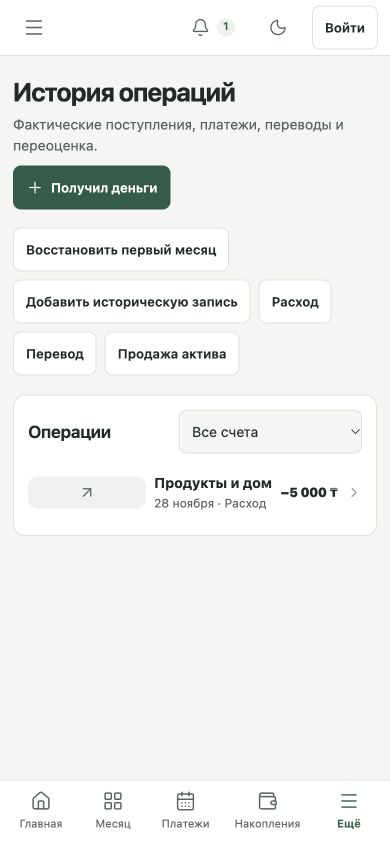 1
Войти
История операций
Фактические поступления, платежи, переводы и
переоценка.
Получил деньги
Восстановить первый месяц
Добавить историческую запись
Расход
Перевод
Продажа актива
Операции
Все счета
Продукты и дом
−5 000 ₸
28 ноября · Расход
Главная
Месяц
Платежи
Накопления
Ещё